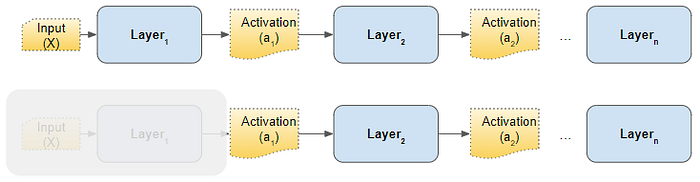 Input
(X)
Layer1
Activation
(a1)
Layer2
Activation
(a2)
...
Layern
Input
(X)
Layer1
Activation
(a1)
Layer2
Activation
(a2)
...
Layern